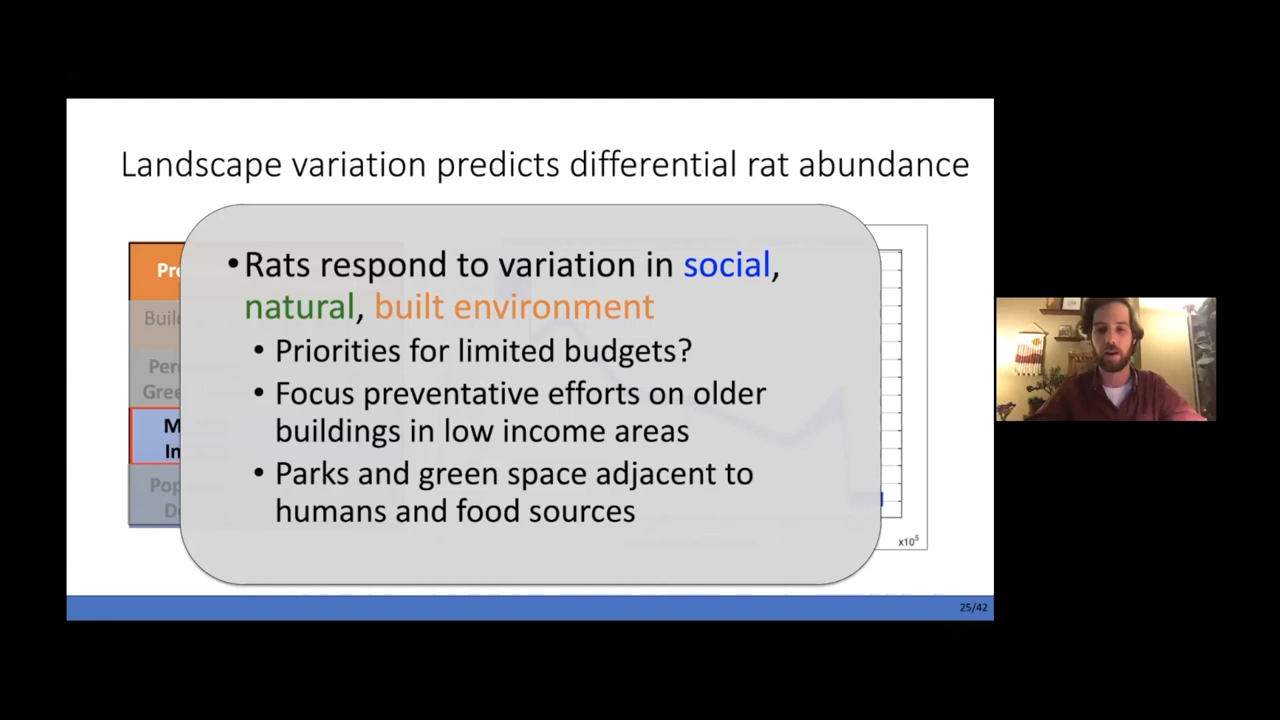 Landscape variation predicts differential rat abundance
•Rats respond to variation in social,
natural, built environment
• Priorities for limited budgets?
• Focus preventative efforts on older
buildings in low income areas
• Parks and green space adjacent to
humans and food sources
x10⁵
25/42